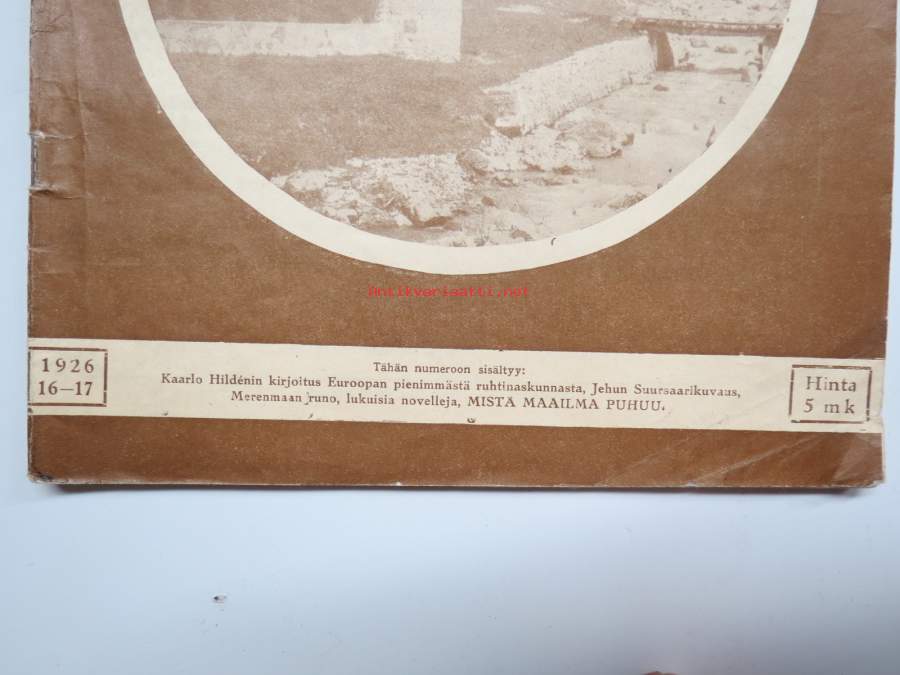 antikvariaatti.net
1926
16—17
Tähän numeroon sisältyy:
Kaarlo Hildénin kirjoitus Euroopan pienimmästä ruhtinaskunnasta, Jehun Suursaarikuvaus,
Merenmaan runo, lukuisia novelleja, MISTÄ MAAILMA PUHUU.
Hinta
5 mk